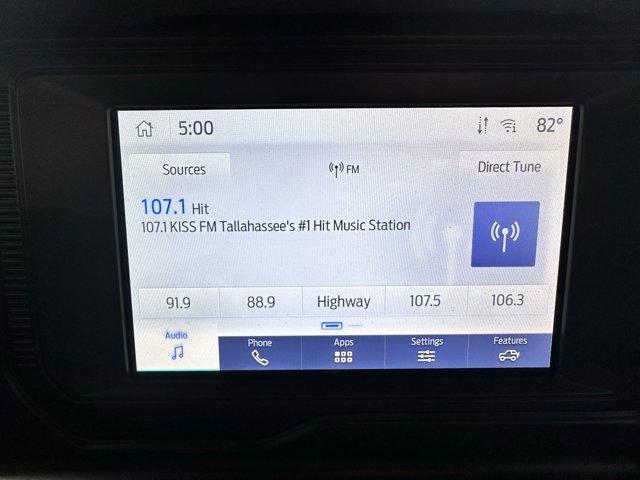 5:00
82°
Sources
FM
Direct Tune
107.1 Hit
107.1 KISS FM Tallahassee's #1 Hit Music Station
91.9
88.9
Highway
107.5
106.3
Audio
Phone
Apps
Settings
Features